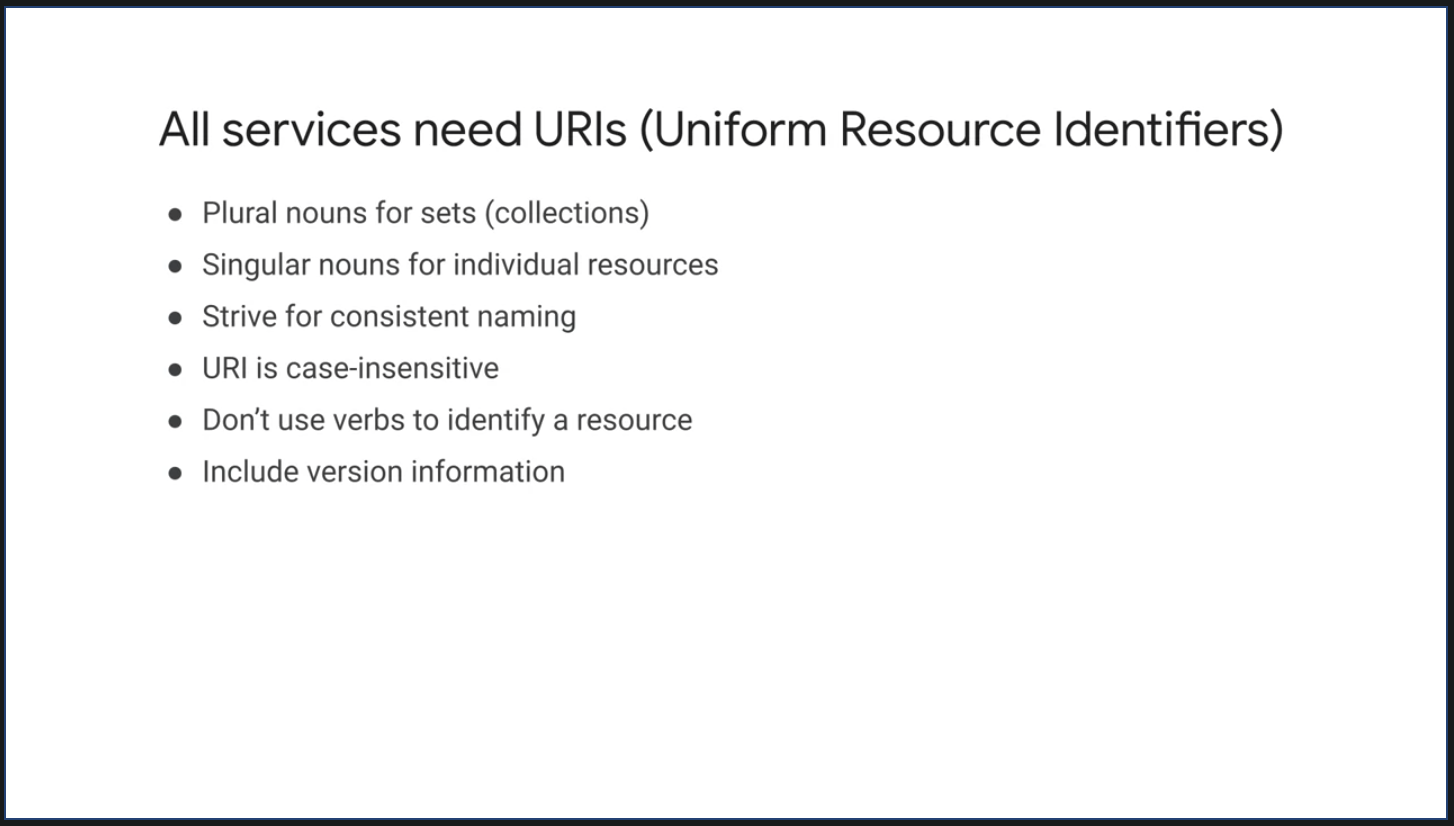 All services need URIs (Uniform Resource Identifiers)
● Plural nouns for sets (collections)
● Singular nouns for individual resources
● Strive for consistent naming
● URI is case-insensitive
● Don’t use verbs to identify a resource
● Include version information